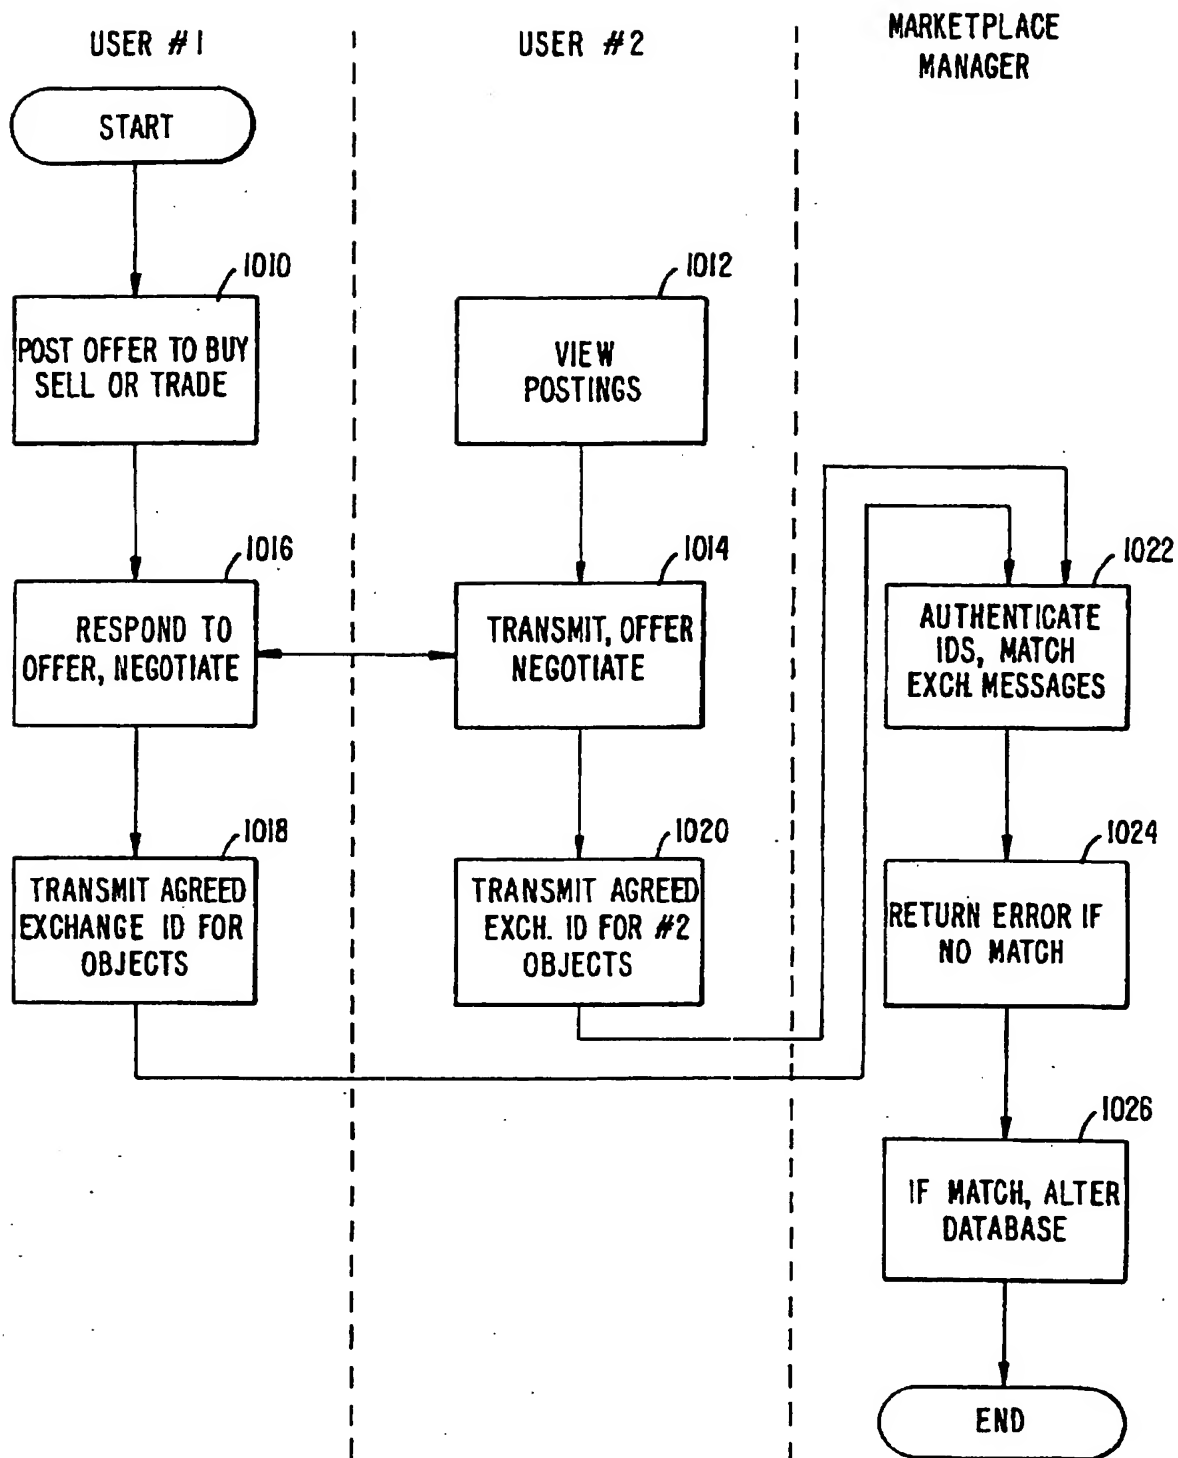 USER #1
USER #2
MARKETPLACE
MANAGER
START
1010
POST OFFER TO BUY
SELL OR TRADE
1012
VIEW
POSTINGS
1016
RESPOND TO
OFFER, NEGOTIATE
1014
TRANSMIT, OFFER
NEGOTIATE
1022
AUTHENTICATE
IDS, MATCH
EXCH. MESSAGES
1018
TRANSMIT AGREED
EXCHANGE ID FOR
OBJECTS
1020
TRANSMIT AGREED
EXCH. ID FOR #2
OBJECTS
1024
RETURN ERROR IF
NO MATCH
1026
IF MATCH, ALTER
DATABASE
END